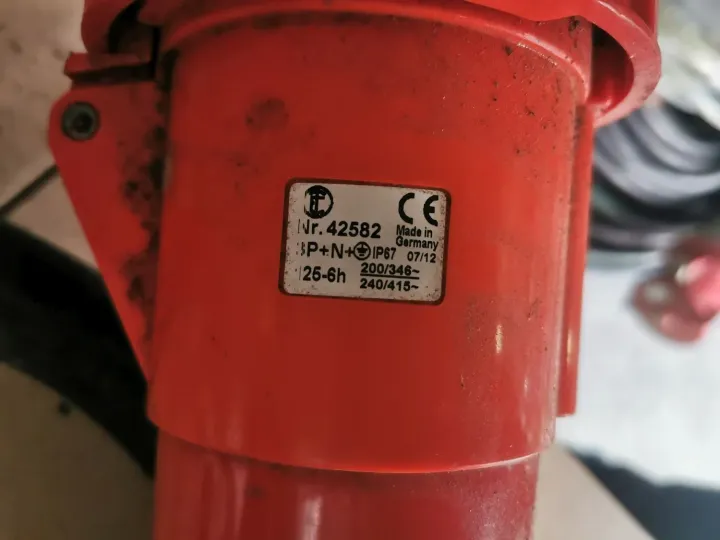 CE
Nr. 42582
Made in
Germany
3P+N+⏚ IP67 07/12
125-6h 200/346~
240/415~